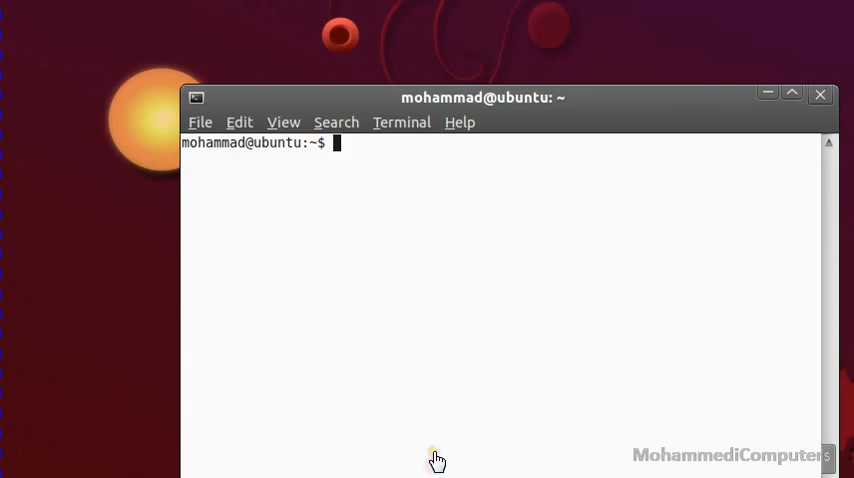 mohammad@ubuntu: ~
File Edit View Search Terminal Help
mohammad@ubuntu:~$
MohammediComputers